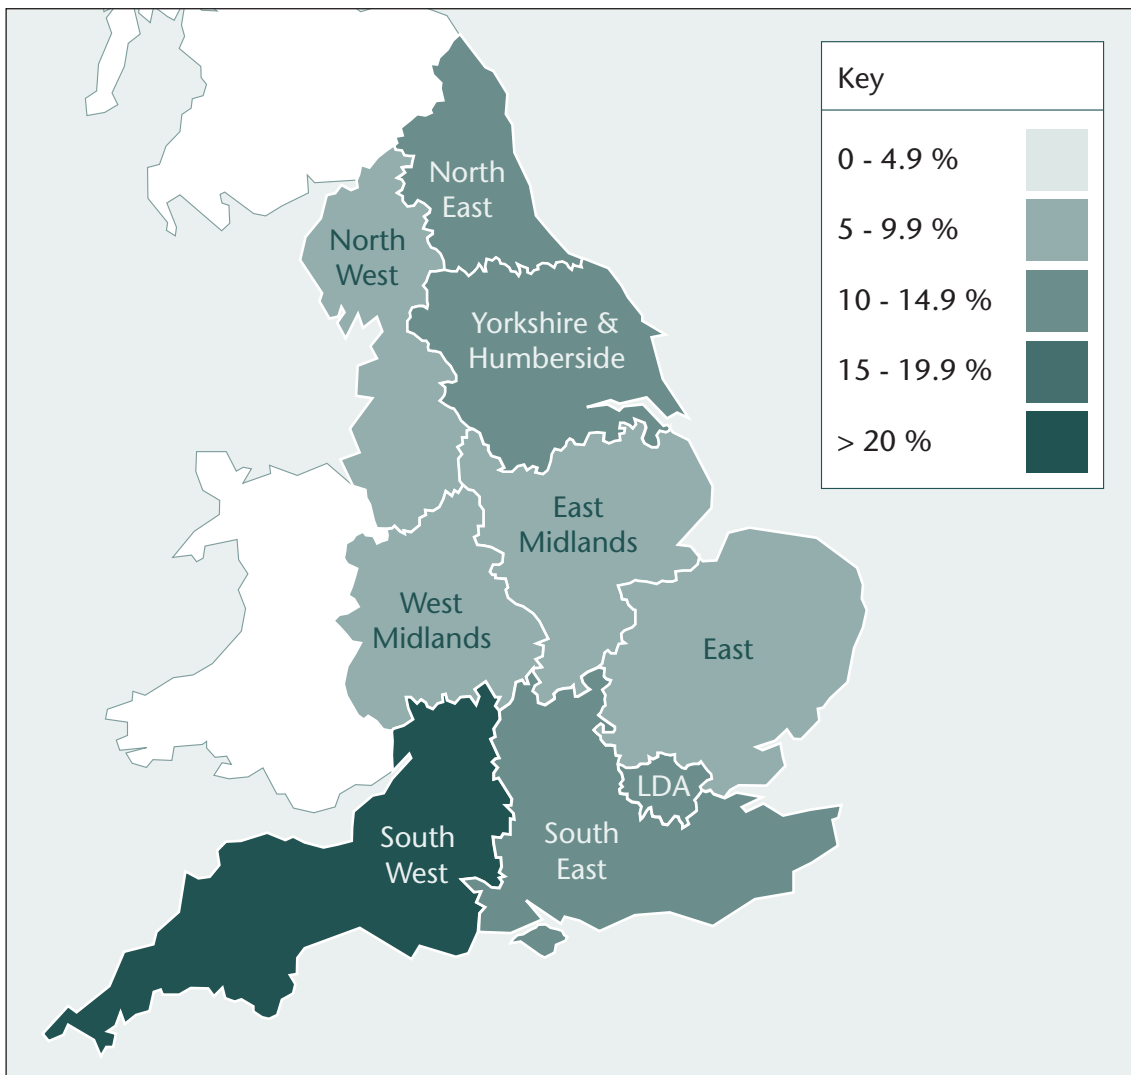 Key
0 - 4.9 %
5 - 9.9 %
10 - 14.9 %
15 - 19.9 %
> 20 %
North
East
North
West
Yorkshire &
Humberside
East
Midlands
West
Midlands
East
LDA
South
West
South
East